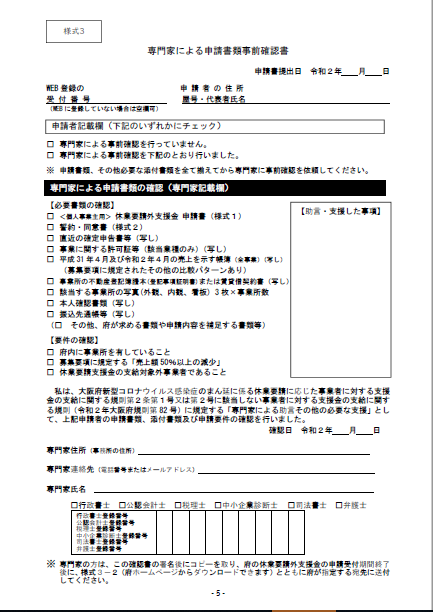 様式3
専門家による申請書類事前確認書
申請書提出日　令和2年　　月　　日
WEB登録の　　申請者の住所
受付番号　　屋号・代表者氏名
(WEBに登録していない場合は空欄可)
申請者記載欄（下記のいずれかにチェック）
□　専門家による事前確認を行っていません。
□　専門家による事前確認を下記のとおり行いました。
※　申請書類、その他必要な添付書類を全て揃えてから専門家に事前確認を依頼してください。
専門家による申請書類の確認（専門家記載欄）
【必要書類の確認】
【助言・支援した事項】
□　＜個人事業主用＞ 休業要請外支援金 申請書（様式1）
□　誓約・同意書（様式2）
□　直近の確定申告書等（写し）
□　事業に関する許可証等（該当業種のみ）（写し）
□　平成31年4月及び令和2年4月の売上を示す帳簿（全事業）（写し）
（募集要項に規定されたその他の比較パターンあり）
□　事業所の不動産登記簿謄本(登記事項証明書)または賃貸借契約書（写し）
□　該当する事業所の写真(外観、内観、看板) 3枚×事業所数
□　本人確認書類（写し）
□　振込先通帳等（写し）
（□　その他、府が求める書類や申請内容を補足する書類等）
【要件の確認】
□　府内に事業所を有していること
□　募集要項に規定する「売上額50%以上の減少」
□　休業要請支援金の支給対象外事業者であること
私は、大阪府新型コロナウイルス感染症のまん延に係る休業要請に応じた事業者に対する支援
金の支給に関する規則第2条第1号又は第2号に該当しない事業者に対する支援金の支給に関す
る規則（令和2年大阪府規則第82号）に規定する「専門家による助言その他の必要な支援」とし
て、上記申請者の申請書類、添付書類及び申請要件の確認を行いました。
確認日　令和2年　　月　　日
専門家住所（事務所の住所）
専門家連絡先（電話番号またはメールアドレス）
専門家氏名
□行政書士　□公認会計士　□税理士　□中小企業診断士　□司法書士　□弁護士
行政書士登録番号
公認会計士登録番号
税理士登録番号
中小企業診断士登録番号
司法書士登録番号
弁護士登録番号
※　専門家の方は、この確認書の署名後にコピーを取り、府の休業要請外支援金の申請受付期間終了
後に、様式3－2（府ホームページからダウンロードできます）とともに府が指定する宛先に送付
してください。
- 5 -